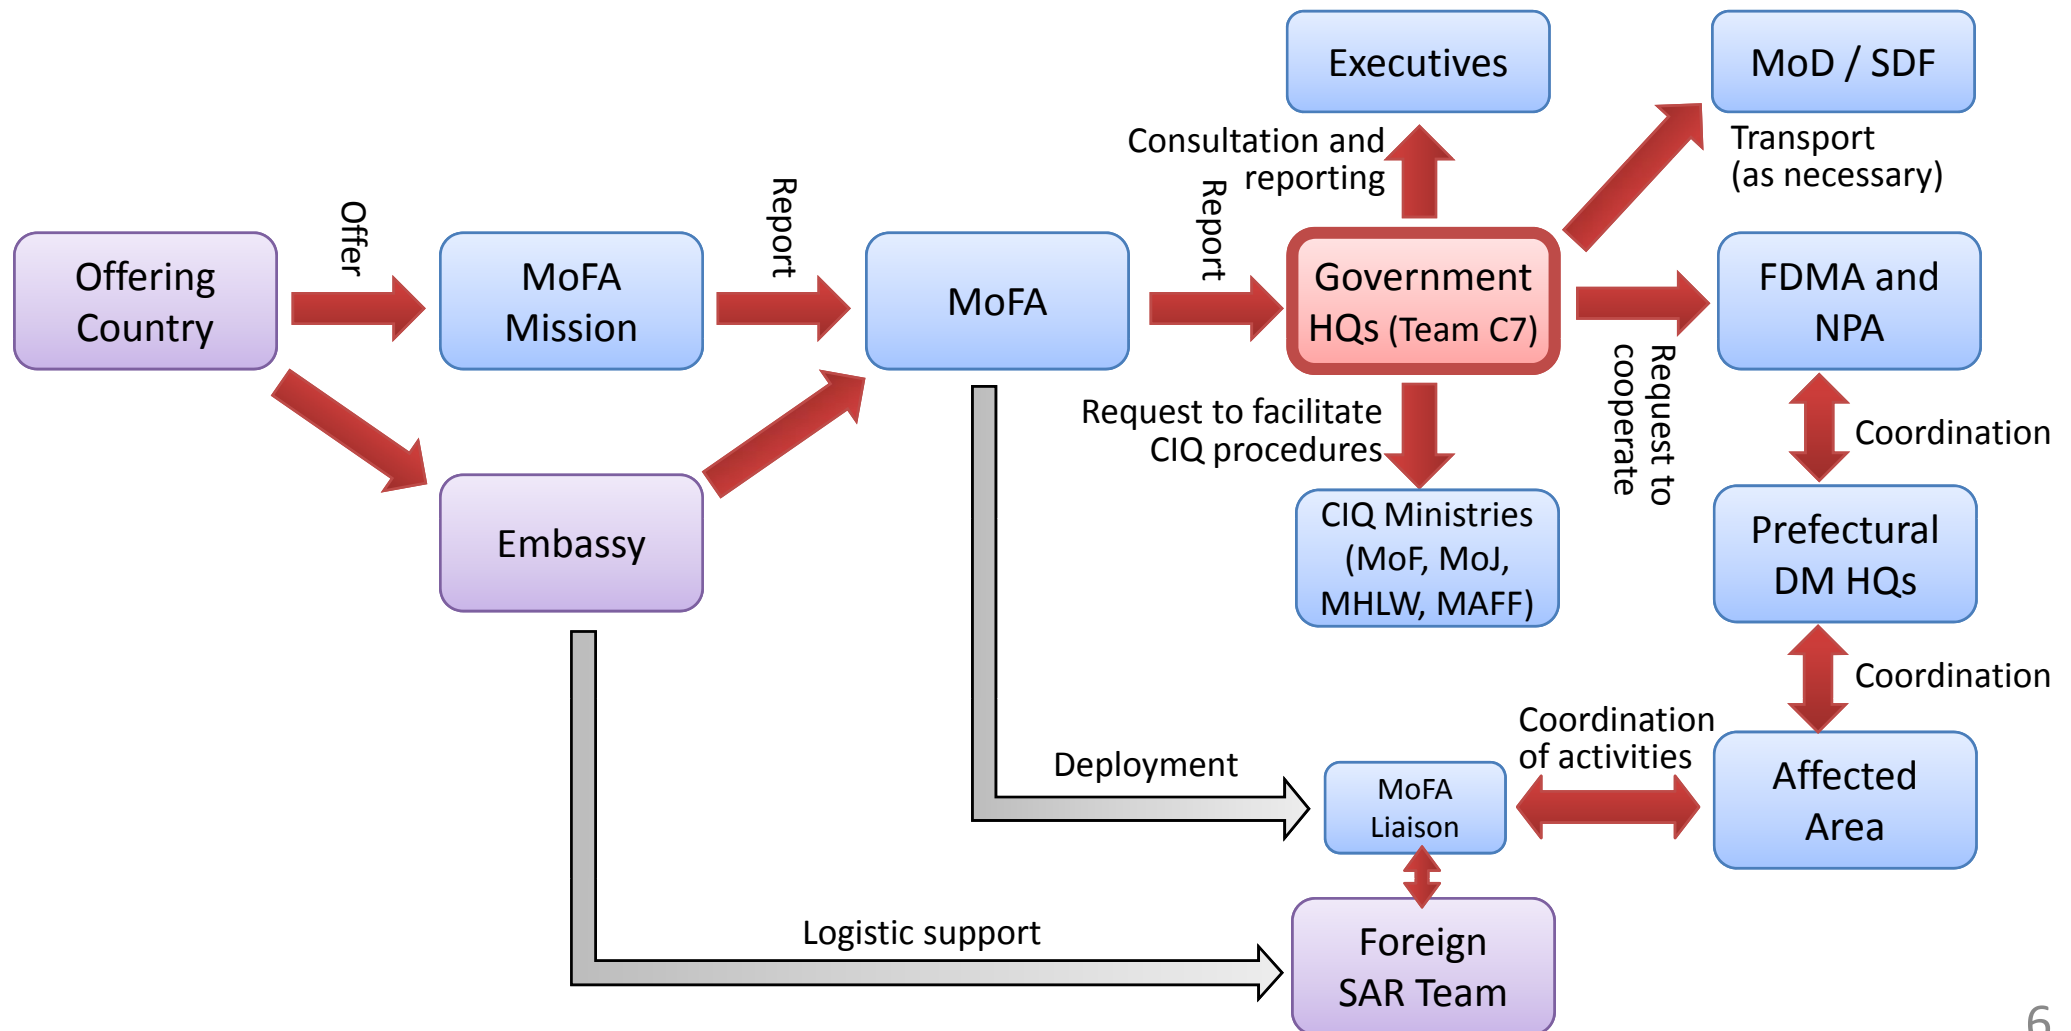 Executives
MoD / SDF
Consultation and
reporting
Transport
(as necessary)
Offering
Country
Offer
MoFA
Mission
Report
MoFA
Report
Government
HQs (Team C7)
FDMA and
NPA
Request to
cooperate
Request to facilitate
CIQ procedures
Coordination
Embassy
CIQ Ministries
(MoF, MoJ,
MHLW, MAFF)
Prefectural
DM HQs
Coordination
Coordination
of activities
Deployment
MoFA
Liaison
Affected
Area
Logistic support
Foreign
SAR Team
6